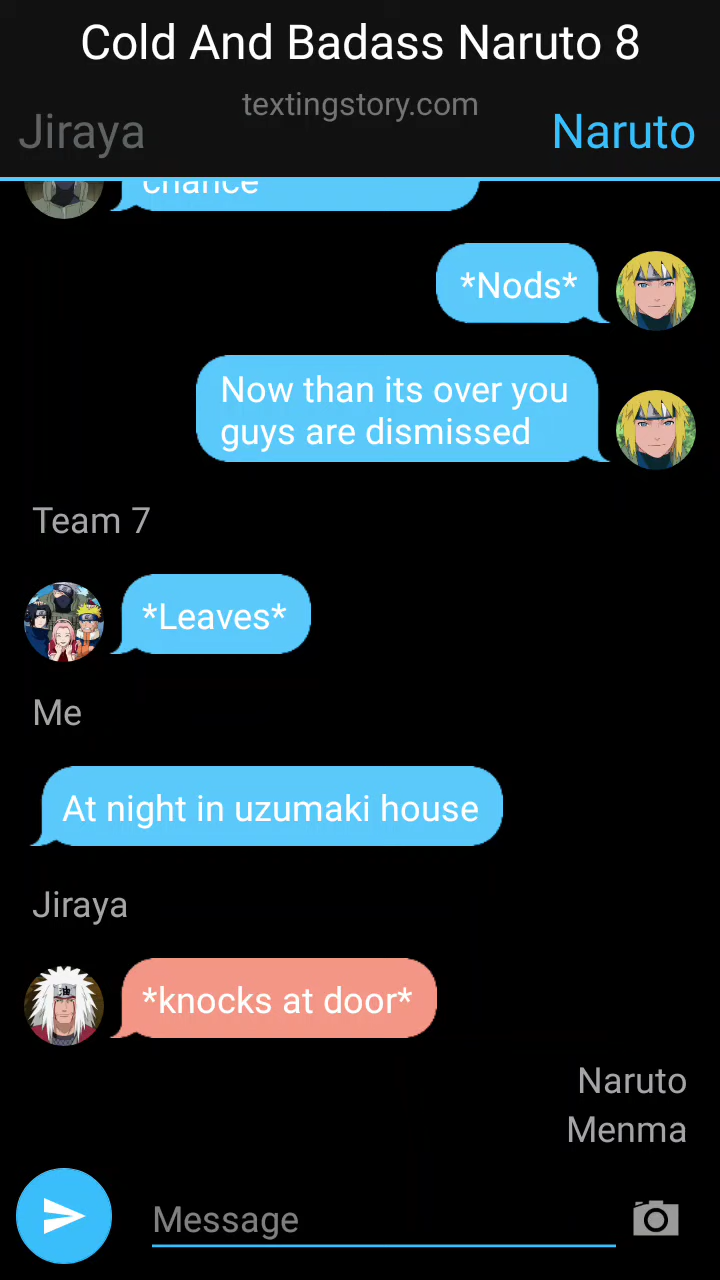 Cold And Badass Naruto 8
textingstory.com
Jiraya
Naruto
chance
*Nods*
Now than its over you
guys are dismissed
Team 7
*Leaves*
Me
At night in uzumaki house
Jiraya
*knocks at door*
Naruto
Menma
Message